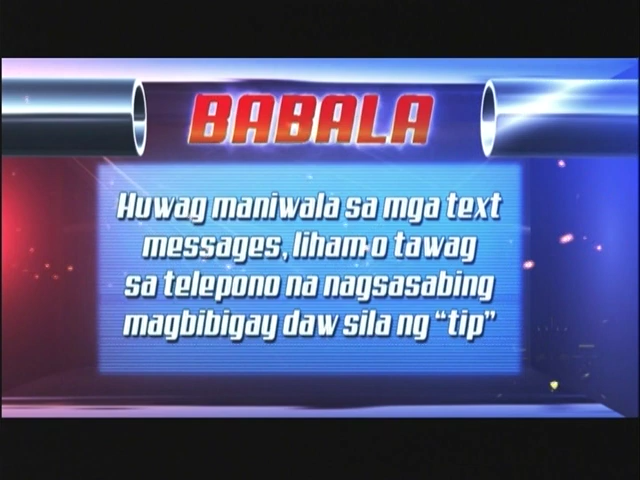 BABALA
Huwag maniwala sa mga text
messages, liham o tawag
sa telepono na nagsasabing
magbibigay daw sila ng “tip”